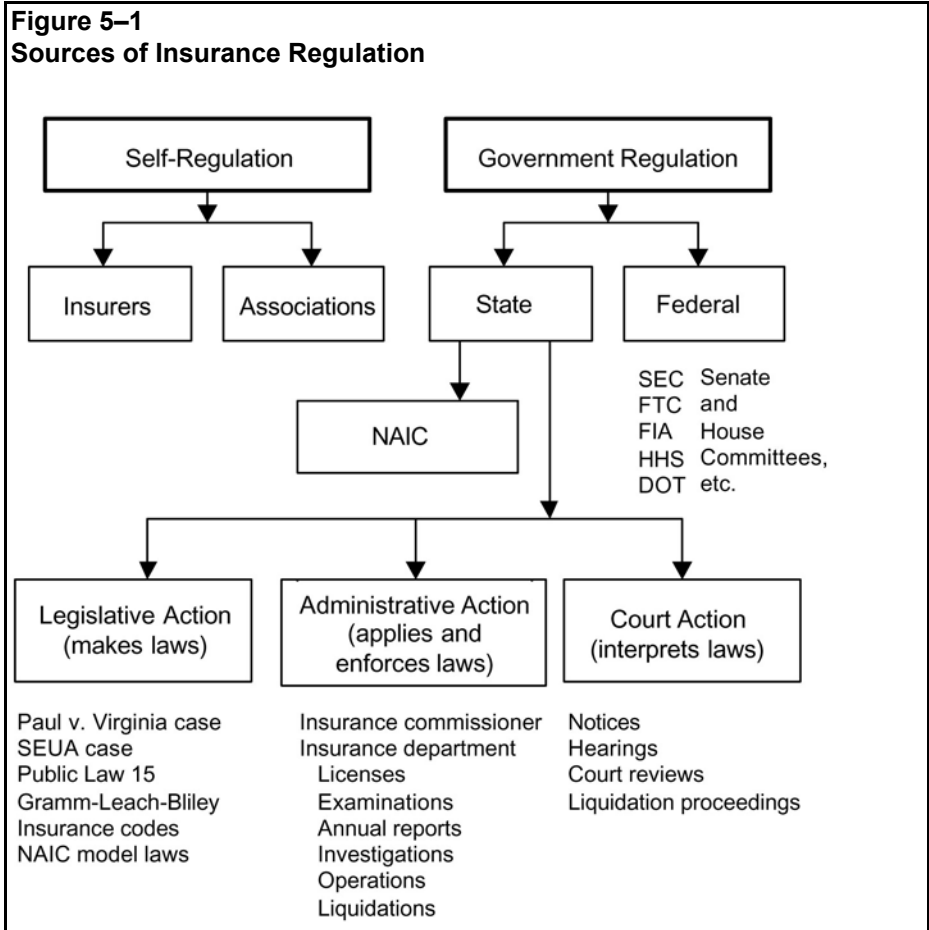 Figure 5–1
Sources of Insurance Regulation
Self-Regulation
Government Regulation
Insurers
Associations
State
Federal
SEC Senate
FTC and
FIA House
HHS Committees,
DOT etc.
NAIC
Legislative Action
(makes laws)
Administrative Action
(applies and
enforces laws)
Court Action
(interprets laws)
Paul v. Virginia case
SEUA case
Public Law 15
Gramm-Leach-Bliley
Insurance codes
NAIC model laws
Insurance commissioner
Insurance department
Licenses
Examinations
Annual reports
Investigations
Operations
Liquidations
Notices
Hearings
Court reviews
Liquidation proceedings